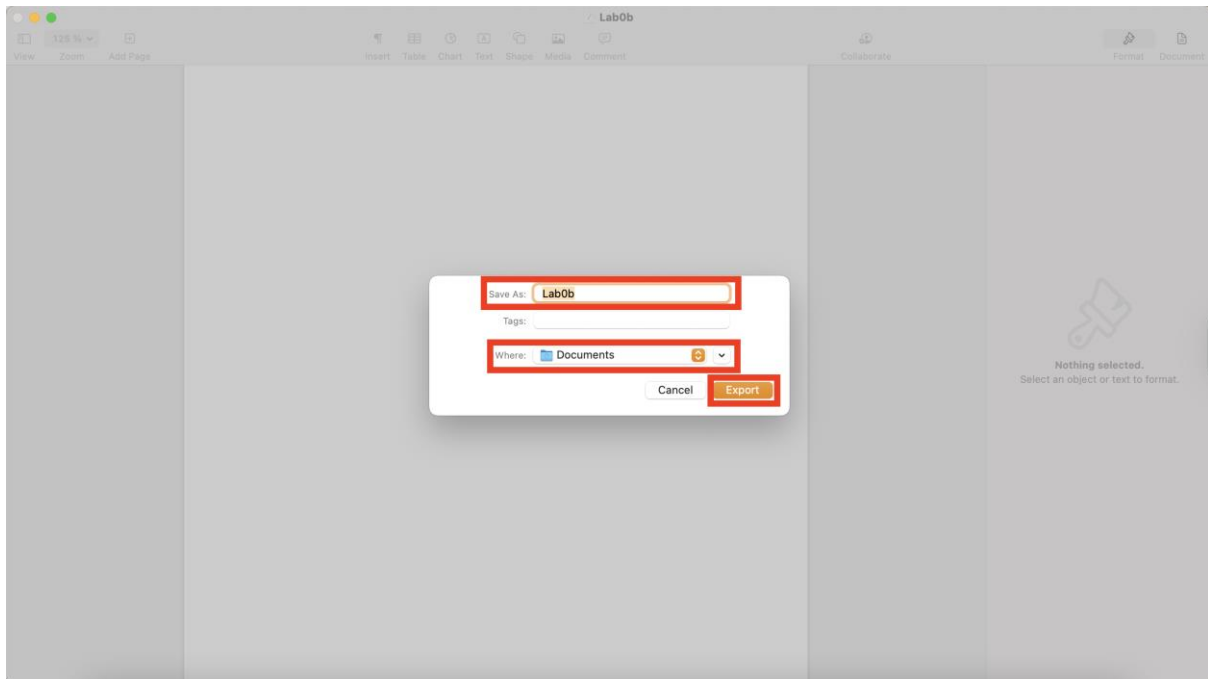 Lab0b
125 %
View Zoom Add Page
Insert Table Chart Text Shape Media Comment
Collaborate
Format Document
Save As: Lab0b
Tags:
Where: Documents
Cancel Export
Nothing selected.
Select an object or text to format.